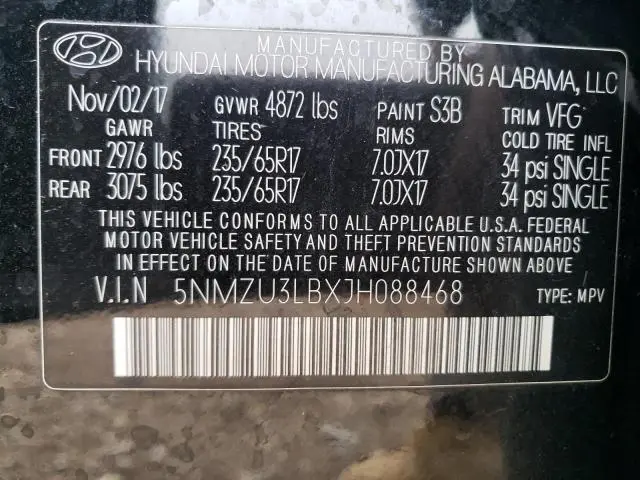 MANUFACTURED BY
HYUNDAI MOTOR MANUFACTURING ALABAMA, LLC
Nov/02/17 GVWR 4872 lbs PAINT S3B TRIM VFG
GAWR TIRES RIMS COLD TIRE INFL
FRONT 2976 lbs 235/65R17 7.0JX17 34 psi SINGLE
REAR 3075 lbs 235/65R17 7.0JX17 34 psi SINGLE
THIS VEHICLE CONFORMS TO ALL APPLICABLE U.S.A. FEDERAL
MOTOR VEHICLE SAFETY AND THEFT PREVENTION STANDARDS
IN EFFECT ON THE DATE OF MANUFACTURE SHOWN ABOVE
V.I.N 5NMZU3LBXJH088468 TYPE: MPV